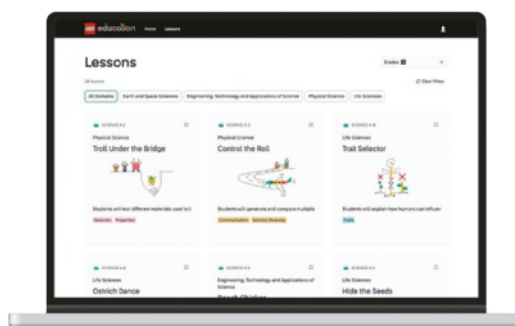 LEGO education Home Lessons
Lessons
Grades
Clear Filters
All Domains Earth and Space Sciences Engineering, Technology and Applications of Science Physical Science Life Sciences
Physical Science
Troll Under the Bridge
Students will test different materials used to t
Materials Properties
Physical Science
Control the Roll
Students will generate and compare multiple
Communication Solution Diversity
Life Sciences
Trait Selector
Students will explain how humans can influen
Traits
Life Sciences
Ostrich Dance
Engineering, Technology and Applications of
Science
Life Sciences
Hide the Seeds